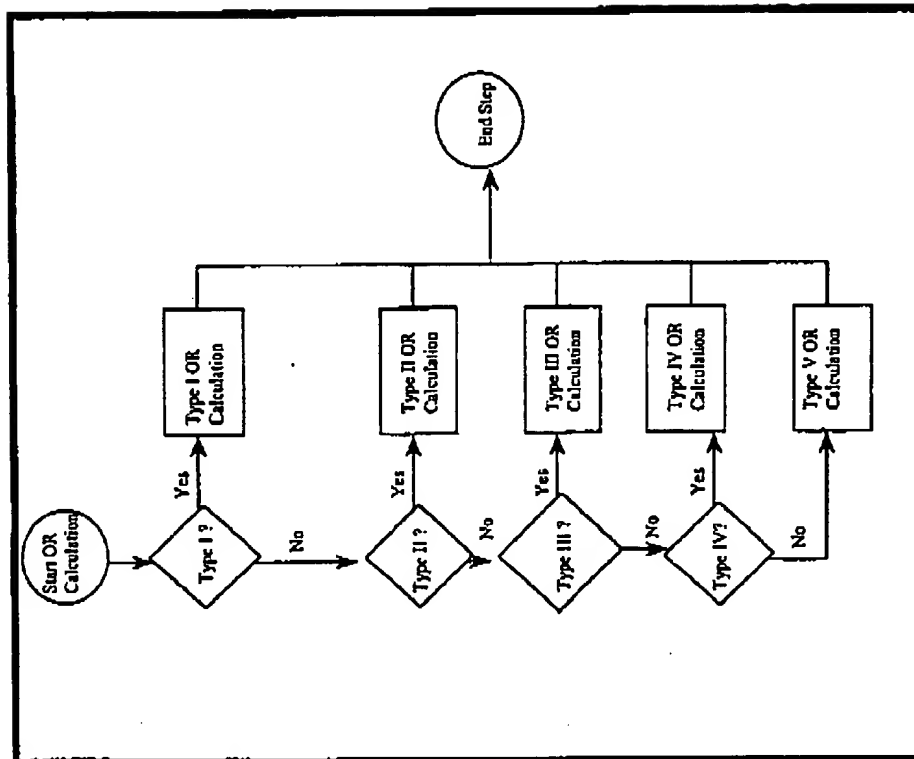 Start OR
Calculation
Type I ?
Yes
Type I OR
Calculation
No
Type II ?
Yes
Type II OR
Calculation
No
Type III ?
Yes
Type III OR
Calculation
No
Type IV?
Yes
Type IV OR
Calculation
No
Type V OR
Calculation
End Step